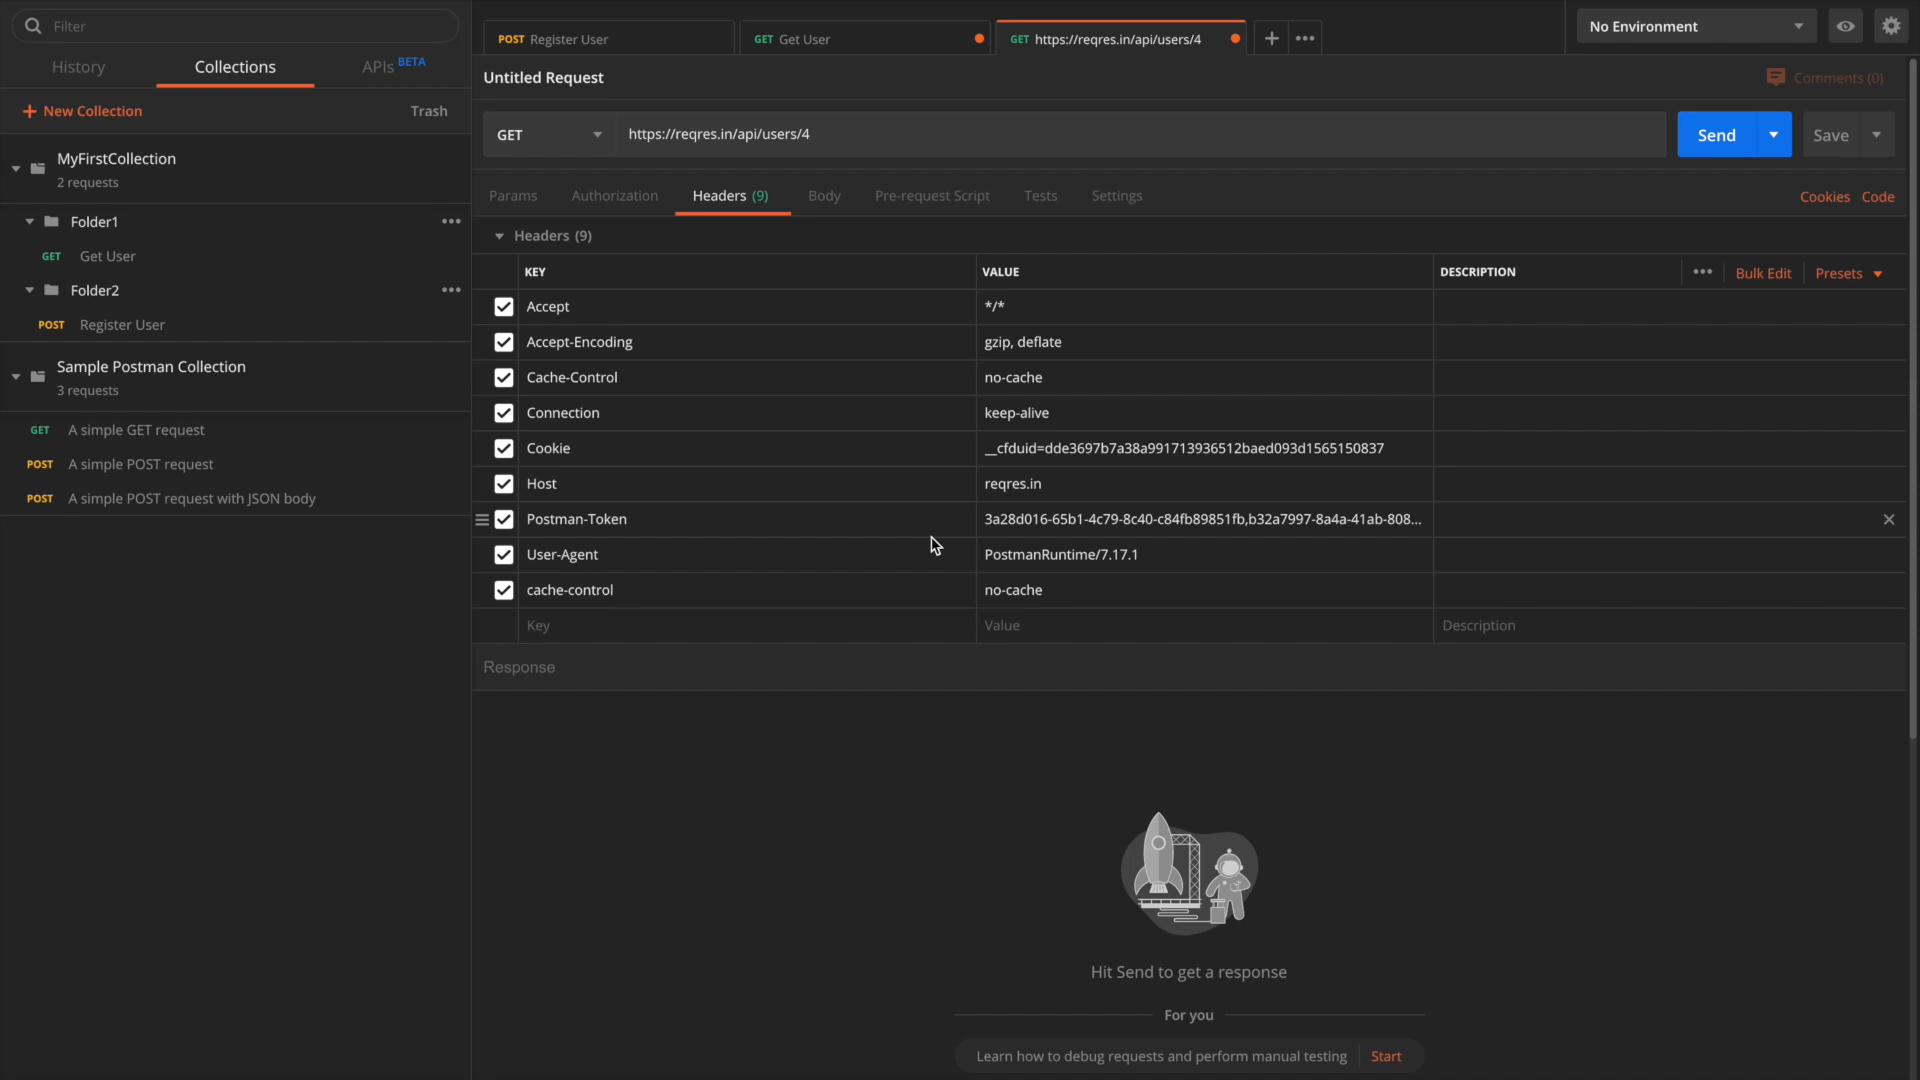 Filter
History
Collections
APIs BETA
+ New Collection
Trash
MyFirstCollection
2 requests
Folder1
GET Get User
Folder2
POST Register User
Sample Postman Collection
3 requests
GET A simple GET request
POST A simple POST request
POST A simple POST request with JSON body
POST Register User
GET Get User
GET https://reqres.in/api/users/4
No Environment
Untitled Request
Comments (0)
GET
https://reqres.in/api/users/4
Send
Save
Params
Authorization
Headers (9)
Body
Pre-request Script
Tests
Settings
Cookies
Code
Headers (9)
KEY VALUE DESCRIPTION
Bulk Edit
Presets
Accept */*
Accept-Encoding gzip, deflate
Cache-Control no-cache
Connection keep-alive
Cookie __cfduid=dde3697b7a38a991713936512baed093d1565150837
Host reqres.in
Postman-Token 3a28d016-65b1-4c79-8c40-c84fb89851fb,b32a7997-8a4a-41ab-808...
User-Agent PostmanRuntime/7.17.1
cache-control no-cache
Key Value Description
Response
Hit Send to get a response
For you
Learn how to debug requests and perform manual testing
Start